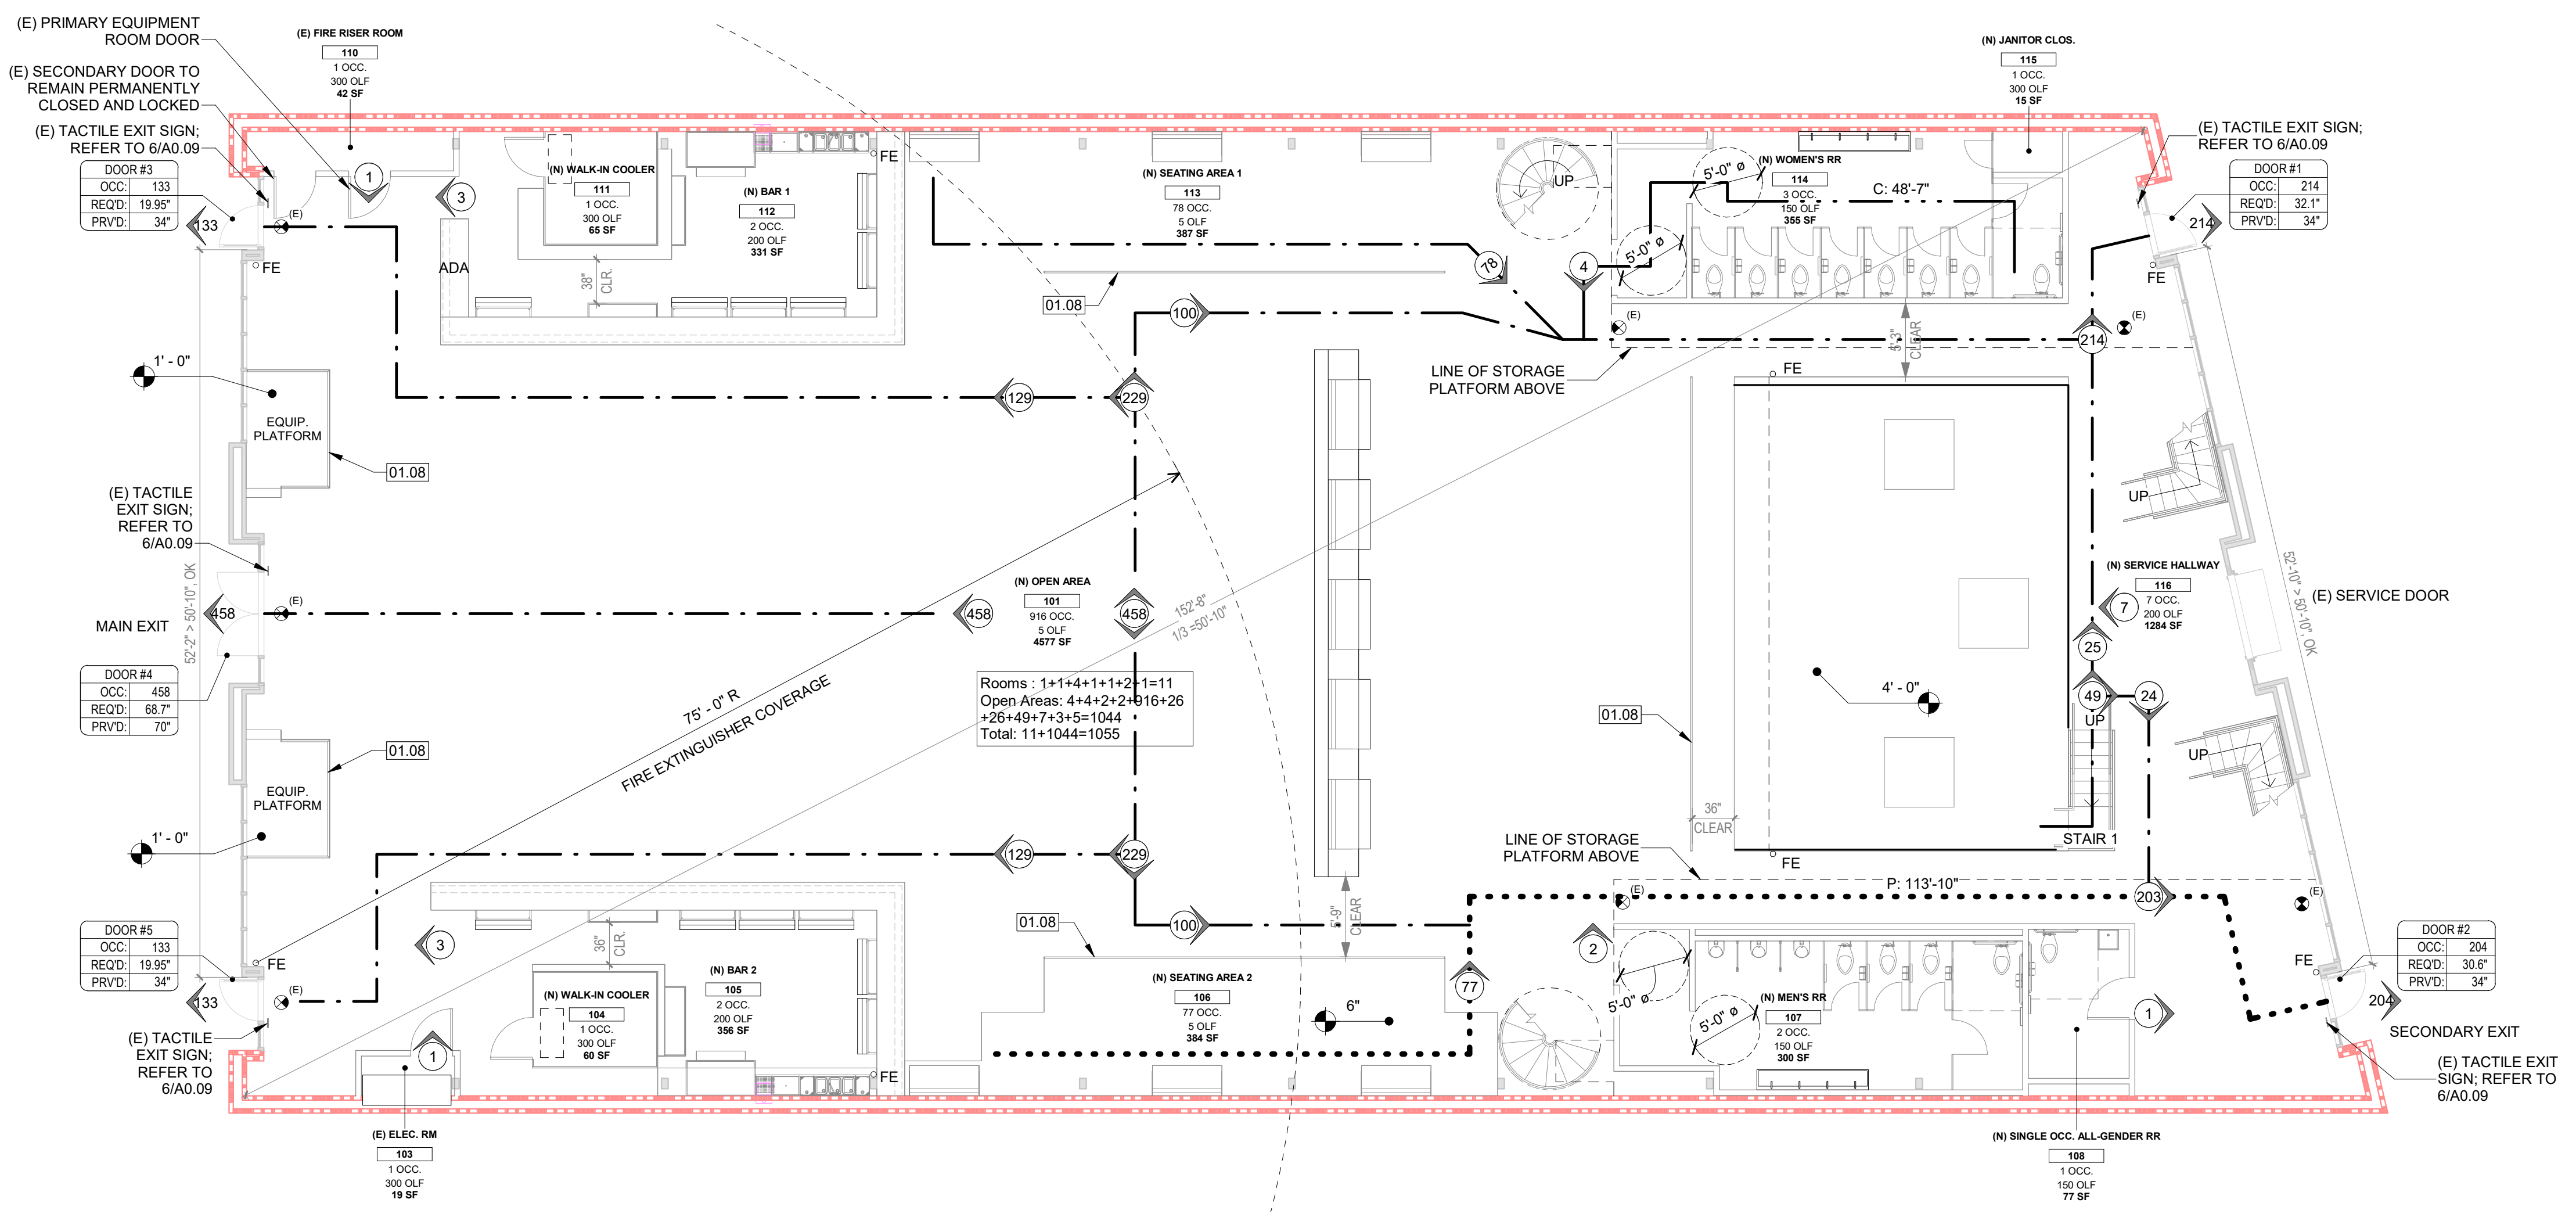 (E) PRIMARY EQUIPMENT
ROOM DOOR
(E) SECONDARY DOOR TO
REMAIN PERMANENTLY
CLOSED AND LOCKED
(E) TACTILE EXIT SIGN;
REFER TO 6/A0.09
DOOR #3
OCC: 133
REQ'D: 19.95"
PRV'D: 34"
133
(E)
FE
(E) FIRE RISER ROOM
110
1 OCC.
300 OLF
42 SF
1
3
ADA
(N) WALK-IN COOLER
111
1 OCC.
300 OLF
65 SF
38"
CLR.
(N) BAR 1
112
2 OCC.
200 OLF
331 SF
FE
(N) SEATING AREA 1
113
78 OCC.
5 OLF
387 SF
01.08
78
100
UP
4
5'-0" ø
5'-0" ø
(N) WOMEN'S RR
114
3 OCC.
150 OLF
355 SF
C: 48'-7"
(N) JANITOR CLOS.
115
1 OCC.
300 OLF
15 SF
(E) TACTILE EXIT SIGN;
REFER TO 6/A0.09
DOOR #1
OCC: 214
REQ'D: 32.1"
PRV'D: 34"
214
FE
(E)
(E)
214
5'-3"
CLEAR
LINE OF STORAGE
PLATFORM ABOVE
FE
1' - 0"
EQUIP.
PLATFORM
01.08
129
229
(E) TACTILE
EXIT SIGN;
REFER TO
6/A0.09
52'-2" > 50'-10", OK
MAIN EXIT
458
(E)
DOOR #4
OCC: 458
REQ'D: 68.7"
PRV'D: 70"
458
(N) OPEN AREA
101
916 OCC.
5 OLF
4577 SF
458
152'-8"
1/3 =50'-10"
Rooms : 1+1+4+1+1+2+1=11
Open Areas: 4+4+2+2+916+26
+26+49+7+3+5=1044
Total: 11+1044=1055
75' - 0" R
FIRE EXTINGUISHER COVERAGE
01.08
4' - 0"
36"
CLEAR
UP
(N) SERVICE HALLWAY
116
7 OCC.
200 OLF
1284 SF
7
25
49
24
UP
STAIR 1
UP
52'-10" > 50'-10", OK
(E) SERVICE DOOR
01.08
EQUIP.
PLATFORM
1' - 0"
129
229
LINE OF STORAGE
PLATFORM ABOVE
FE
P: 113'-10"
203
(E)
(E)
DOOR #5
OCC: 133
REQ'D: 19.95"
PRV'D: 34"
133
FE
(E)
(E) TACTILE
EXIT SIGN;
REFER TO
6/A0.09
3
1
(E) ELEC. RM
103
1 OCC.
300 OLF
19 SF
36"
CLR.
(N) WALK-IN COOLER
104
1 OCC.
300 OLF
60 SF
(N) BAR 2
105
2 OCC.
200 OLF
356 SF
FE
01.08
100
5'-9"
CLEAR
(N) SEATING AREA 2
106
77 OCC.
5 OLF
384 SF
6"
77
2
5'-0" ø
5'-0" ø
(N) MEN'S RR
107
2 OCC.
150 OLF
300 SF
1
(N) SINGLE OCC. ALL-GENDER RR
108
1 OCC.
150 OLF
77 SF
FE
DOOR #2
OCC: 204
REQ'D: 30.6"
PRV'D: 34"
204
SECONDARY EXIT
(E) TACTILE EXIT
SIGN; REFER TO
6/A0.09